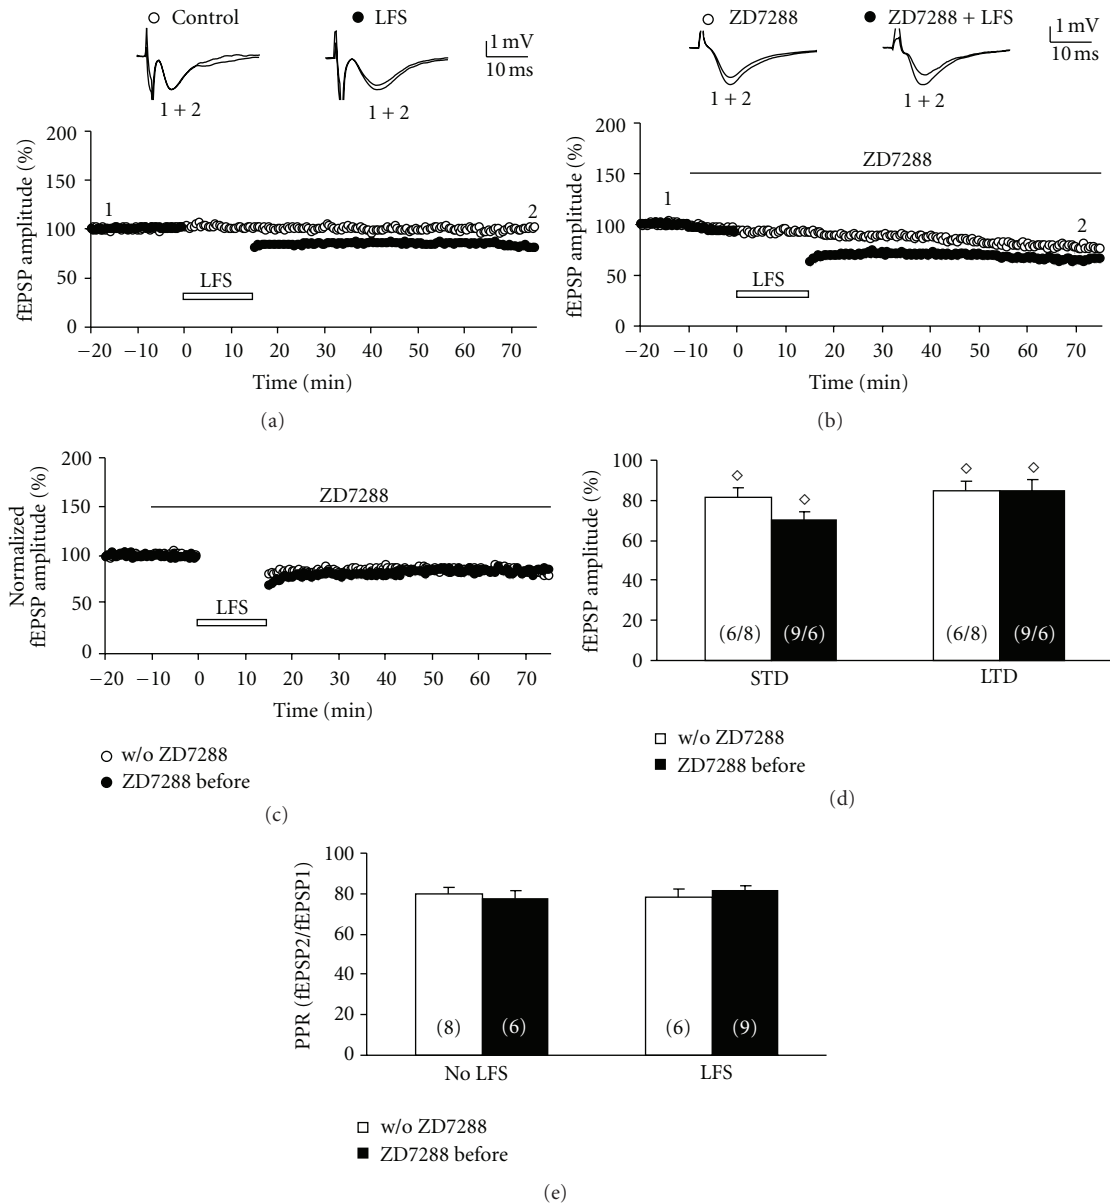 ○ Control ● LFS
1 mV
10 ms
1 + 2 1 + 2
fEPSP amplitude (%)
200
150
100
50
0
1
2
LFS
−20 −10 0 10 20 30 40 50 60 70
Time (min)
(a)
○ ZD7288 ● ZD7288 + LFS
1 mV
10 ms
1 + 2 1 + 2
fEPSP amplitude (%)
200
150
100
50
0
ZD7288
1
2
LFS
−20 −10 0 10 20 30 40 50 60 70
Time (min)
(b)
Normalized
fEPSP amplitude (%)
200
150
100
50
0
ZD7288
LFS
−20 −10 0 10 20 30 40 50 60 70
Time (min)
○ w/o ZD7288
● ZD7288 before
(c)
fEPSP amplitude (%)
100
80
60
40
20
0
(6/8) (9/6) (6/8) (9/6)
STD LTD
□ w/o ZD7288
■ ZD7288 before
(d)
PPR (fEPSP2/fEPSP1)
100
80
60
40
20
0
(8) (6) (6) (9)
No LFS LFS
□ w/o ZD7288
■ ZD7288 before
(e)